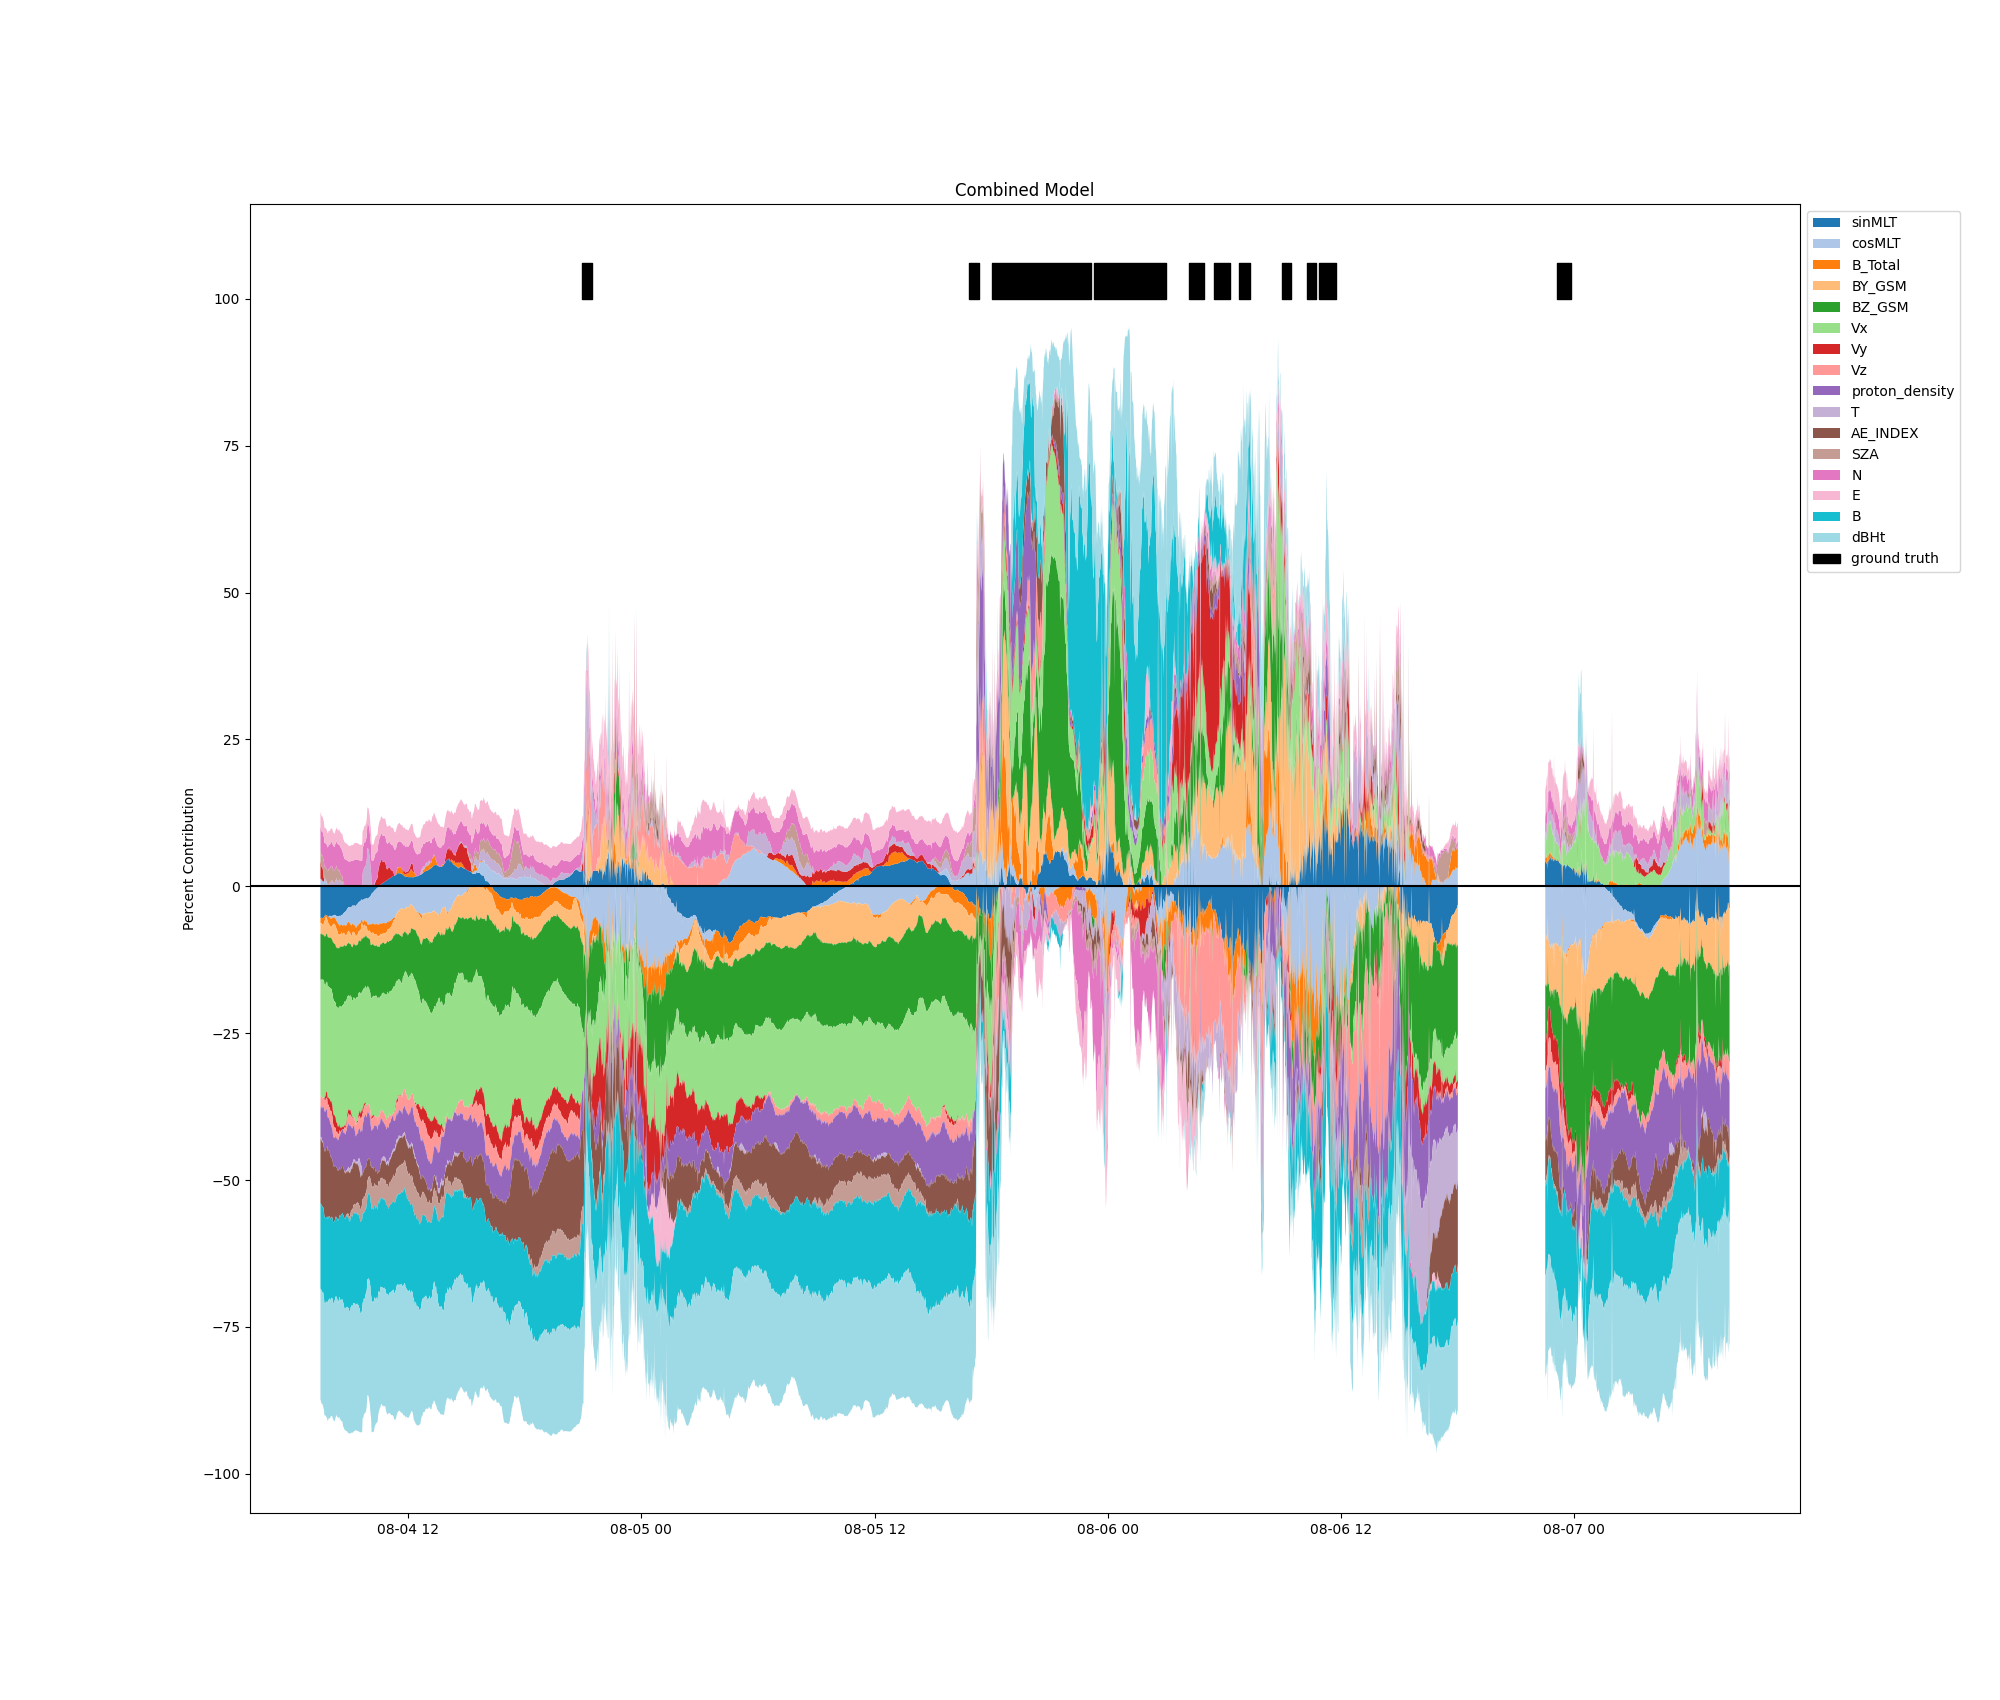 Combined Model
Percent Contribution
100
75
50
25
0
−25
−50
−75
−100
08-04 12
08-05 00
08-05 12
08-06 00
08-06 12
08-07 00
sinMLT
cosMLT
B_Total
BY_GSM
BZ_GSM
Vx
Vy
Vz
proton_density
T
AE_INDEX
SZA
N
E
B
dBHt
ground truth